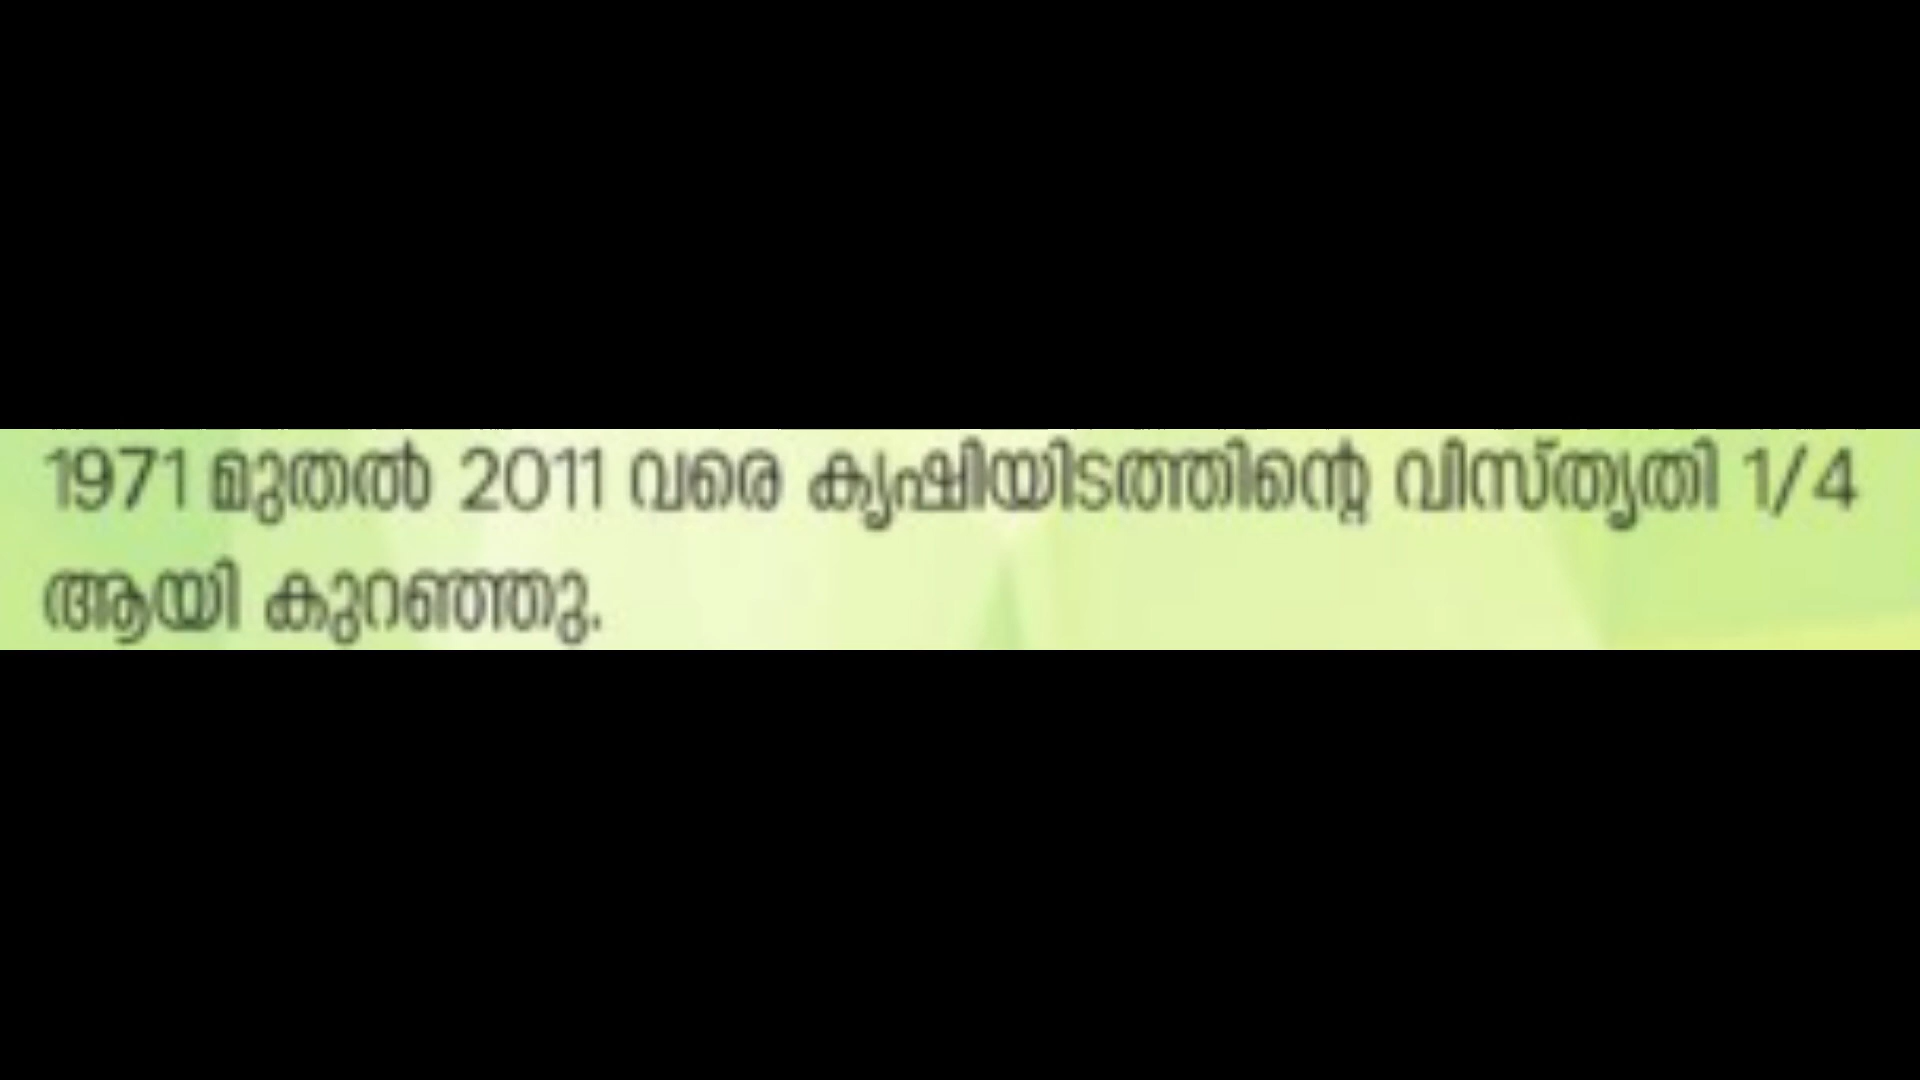 1971 മുതൽ 2011 വരെ കൃഷിയിടത്തിന്റെ വിസ്തൃതി 1/4
ആയി കുറഞ്ഞു.